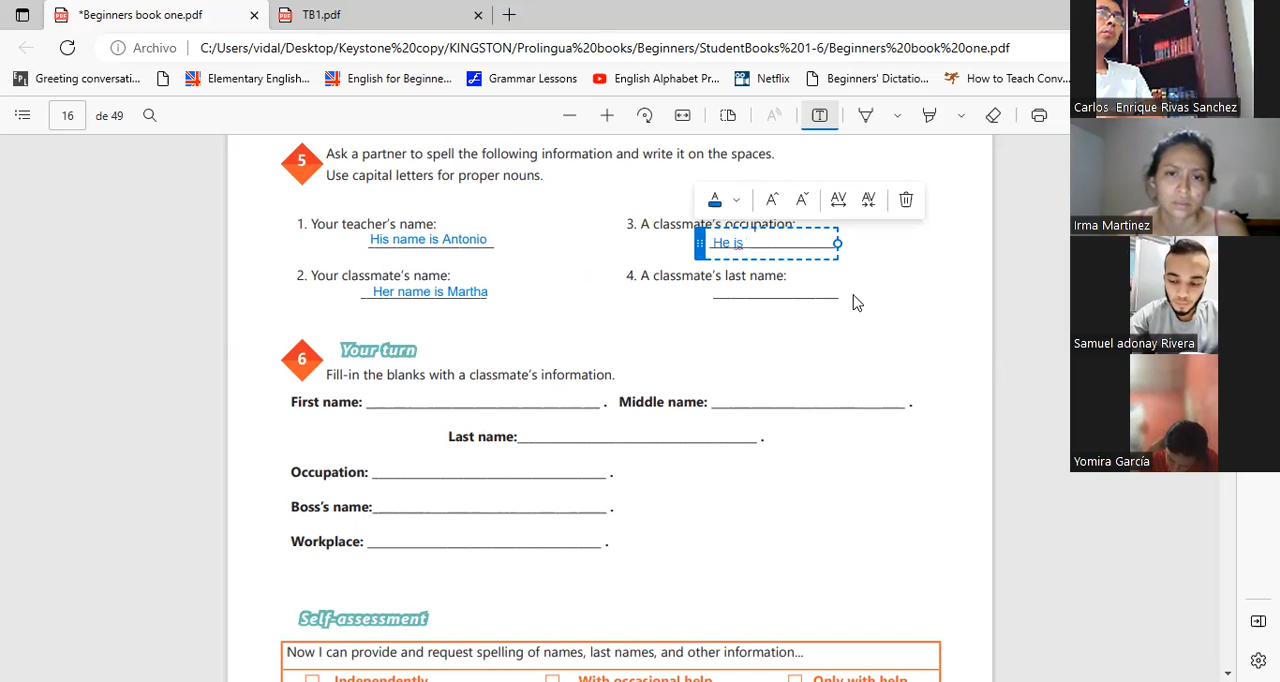 *Beginners book one.pdf
TB1.pdf
Archivo
C:/Users/vidal/Desktop/Keystone%20copy/KINGSTON/Prolingua%20books/Beginners/StudentBooks%201-6/Beginners%20book%20one.pdf
Greeting conversati...
Elementary English...
English for Beginne...
Grammar Lessons
English Alphabet Pr...
Netflix
Beginners' Dictatio...
How to Teach Conv...
16 de 49
5 Ask a partner to spell the following information and write it on the spaces.
Use capital letters for proper nouns.
1. Your teacher's name:
His name is Antonio
2. Your classmate's name:
Her name is Martha
3. A classmate's occupation:
He is
4. A classmate's last name:
6 Your turn
Fill-in the blanks with a classmate's information.
First name: . Middle name: .
Last name: .
Occupation: .
Boss's name: .
Workplace: .
Self-assessment
Now I can provide and request spelling of names, last names, and other information...
Independently
With occasional help
Only with help
Carlos Enrique Rivas Sanchez
Irma Martinez
Samuel adonay Rivera
Yomira García